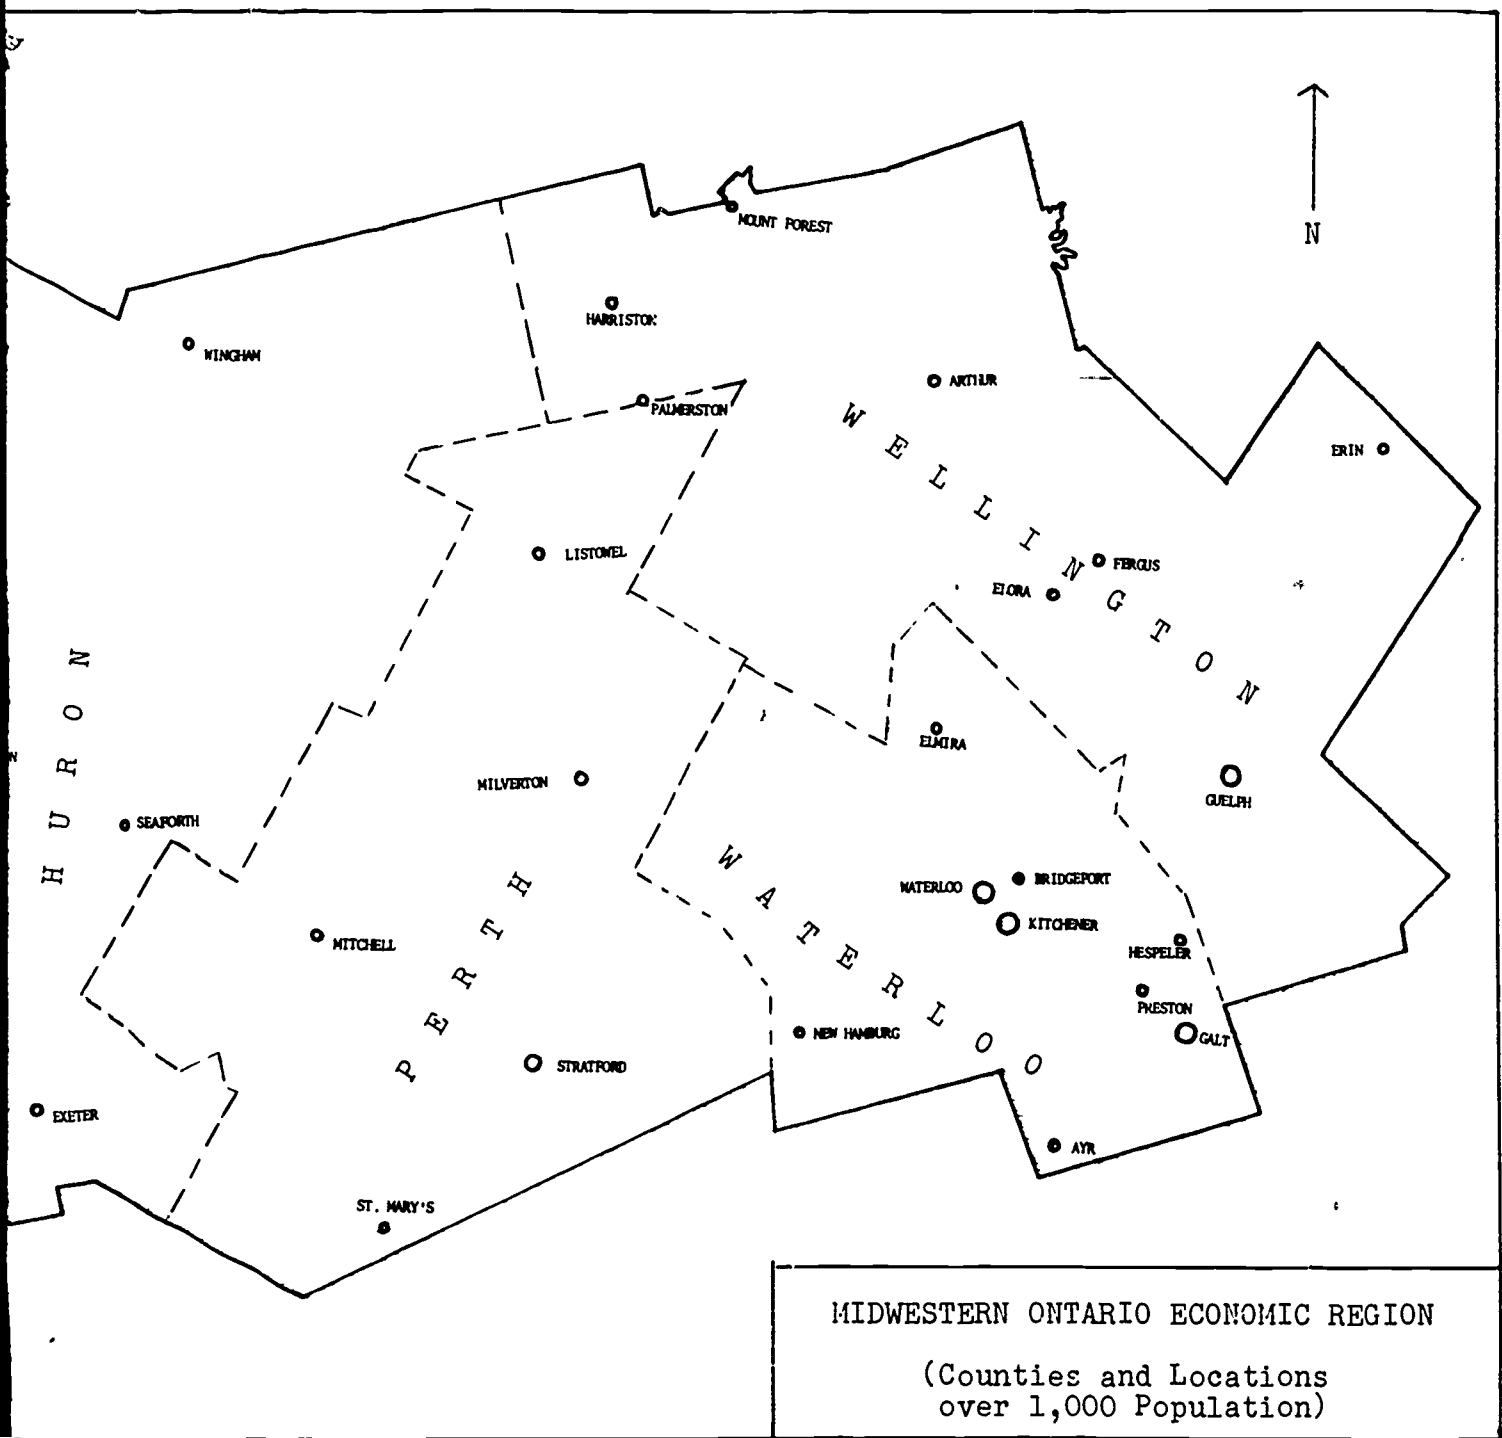 N
MOUNT FOREST
HARRISTON
WINGHAM
ARTHUR
PALMERSTON
WELLINGTON
ERIN
LISTOWEL
FERGUS
ELORA
HURON
N
ELMIRA
MILVERTON
GUELPH
SEAFORTH
WATERLOO
WATERLOO
BRIDGEPORT
KITCHENER
PERTH
MITCHELL
HESPELER
PRESTON
NEW HAMBURG
GALT
STRATFORD
EXETER
AYR
ST. MARY'S
MIDWESTERN ONTARIO ECONOMIC REGION
(Counties and Locations
over 1,000 Population)